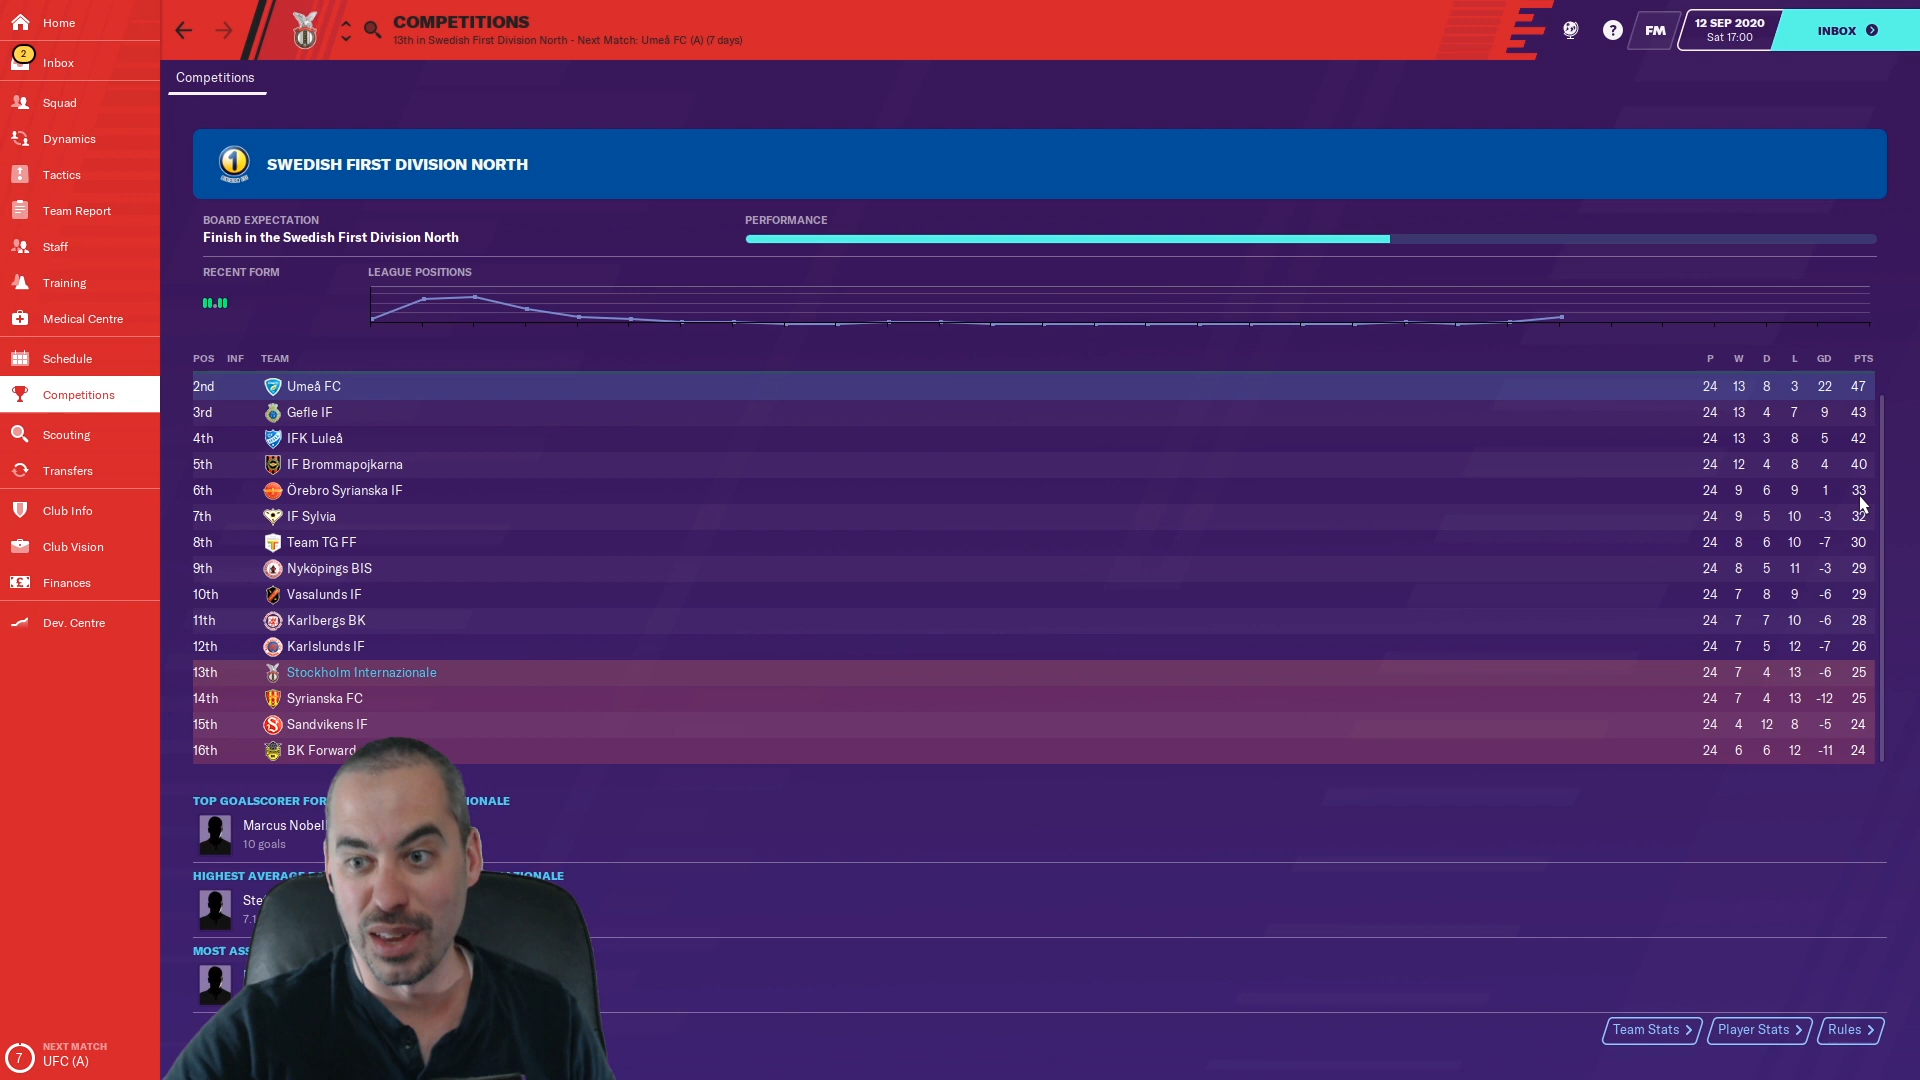 Home
2
Inbox
Squad
Dynamics
Tactics
Team Report
Staff
Training
Medical Centre
Schedule
Competitions
Scouting
Transfers
Club Info
Club Vision
Finances
Dev. Centre
7
NEXT MATCH
UFC (A)
COMPETITIONS
13th in Swedish First Division North - Next Match: Umeå FC (A) (7 days)
?
FM
12 SEP 2020
Sat 17:00
INBOX
Competitions
1
SWEDISH FIRST DIVISION NORTH
BOARD EXPECTATION
Finish in the Swedish First Division North
PERFORMANCE
RECENT FORM
LEAGUE POSITIONS
POS INF TEAM P W D L GD PTS
2nd Umeå FC 24 13 8 3 22 47
3rd Gefle IF 24 13 4 7 9 43
4th IFK Luleå 24 13 3 8 5 42
5th IF Brommapojkarna 24 12 4 8 4 40
6th Örebro Syrianska IF 24 9 6 9 1 33
7th IF Sylvia 24 9 5 10 -3 32
8th Team TG FF 24 8 6 10 -7 30
9th Nyköpings BIS 24 8 5 11 -3 29
10th Vasalunds IF 24 7 8 9 -6 29
11th Karlbergs BK 24 7 7 10 -6 28
12th Karlslunds IF 24 7 5 12 -7 26
13th Stockholm Internazionale 24 7 4 13 -6 25
14th Syrianska FC 24 7 4 13 -12 25
15th Sandvikens IF 24 4 12 8 -5 24
16th BK Forward 24 6 6 12 -11 24
TOP GOALSCORER FOR
Marcus Nobel
10 goals
HIGHEST AVERAGE
Ste
7.1
MOST ASS
Team Stats
Player Stats
Rules